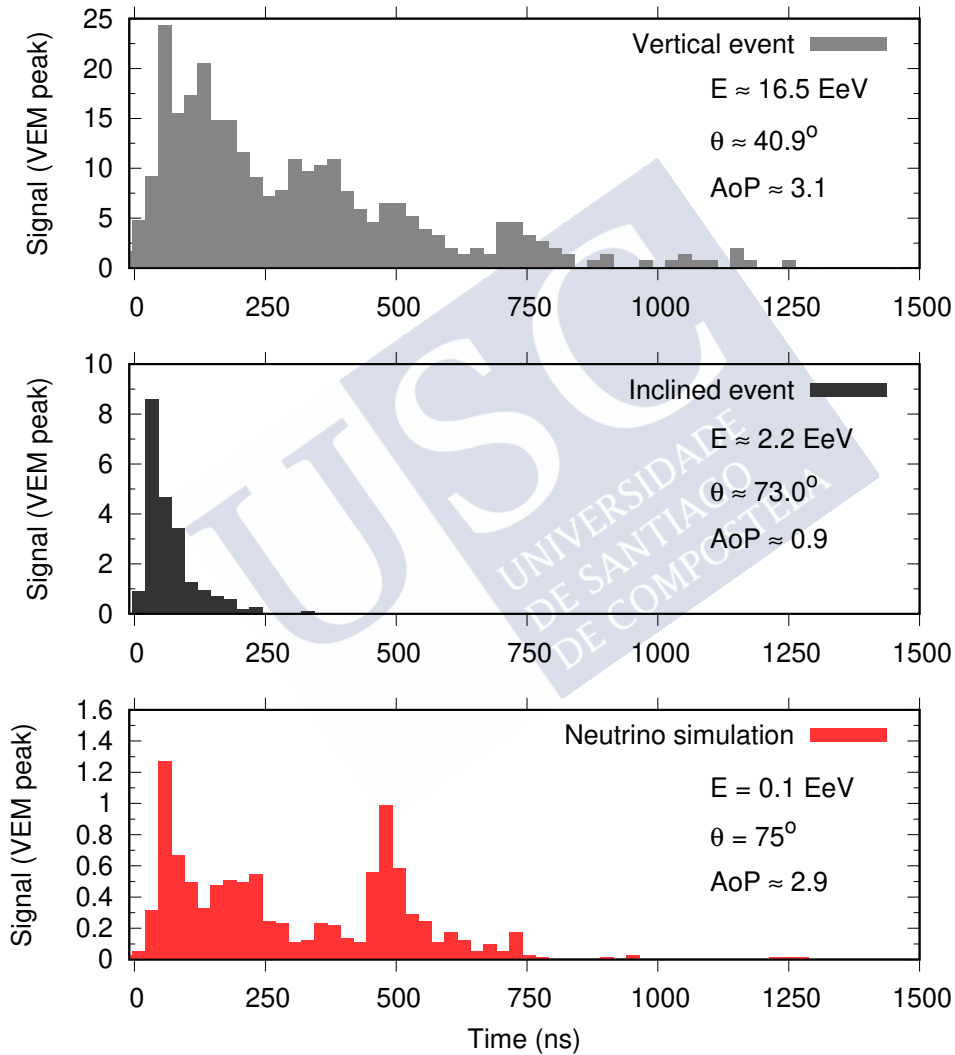 Signal (VEM peak)
25
20
15
10
5
0
Vertical event
E ≈ 16.5 EeV
θ ≈ 40.9°
AoP ≈ 3.1
0 250 500 750 1000 1250 1500
Signal (VEM peak)
10
8
6
4
2
0
Inclined event
E ≈ 2.2 EeV
θ ≈ 73.0°
AoP ≈ 0.9
0 250 500 750 1000 1250 1500
Signal (VEM peak)
1.6
1.4
1.2
1
0.8
0.6
0.4
0.2
0
Neutrino simulation
E = 0.1 EeV
θ = 75°
AoP ≈ 2.9
0 250 500 750 1000 1250 1500
Time (ns)
USC
UNIVERSIDADE
DE SANTIAGO
DE COMPOSTELA